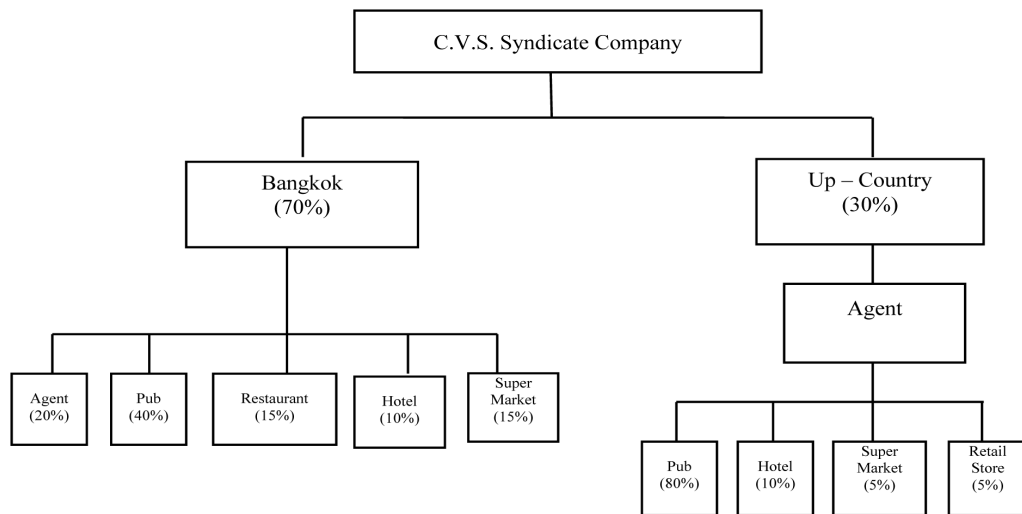 C.V.S. Syndicate Company
Bangkok
(70%)
Up – Country
(30%)
Agent
Agent
(20%)
Pub
(40%)
Restaurant
(15%)
Hotel
(10%)
Super
Market
(15%)
Pub
(80%)
Hotel
(10%)
Super
Market
(5%)
Retail
Store
(5%)